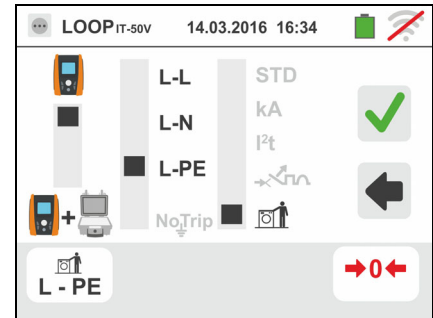 LOOP IT-50V 14.03.2016 16:34
L-L STD
L-N kA
I²t
L-PE
NoTrip
L - PE
→0←